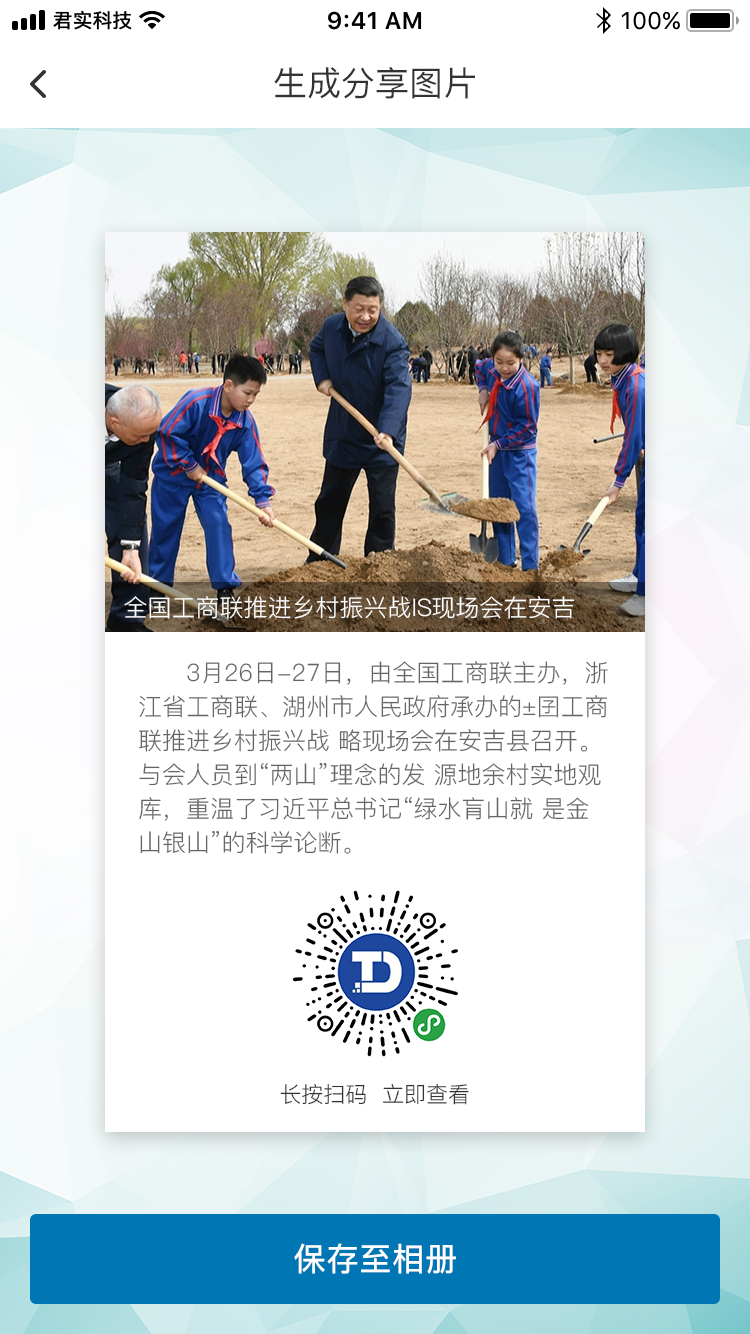 君实科技 9:41 AM 100%
生成分享图片
全国工商联推进乡村振兴战IS现场会在安吉
3月26日-27日，由全国工商联主办，浙
江省工商联、湖州市人民政府承办的±囝工商
联推进乡村振兴战 略现场会在安吉县召开。
与会人员到“两山”理念的发 源地余村实地观
库，重温了习近平总书记“绿水肓山就 是金
山银山”的科学论断。
TD
长按扫码 立即查看
保存至相册